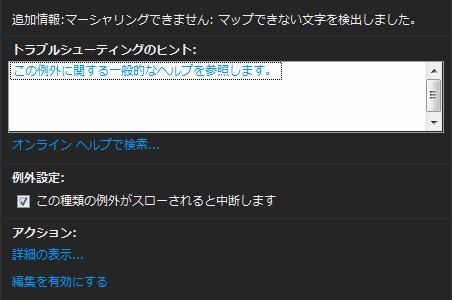 追加情報:マーシャリングできません: マップできない文字を検出しました。
トラブルシューティングのヒント:
この例外に関する一般的なヘルプを参照します。
オンライン ヘルプで検索...
例外設定:
この種類の例外がスローされると中断します
アクション:
詳細の表示...
編集を有効にする